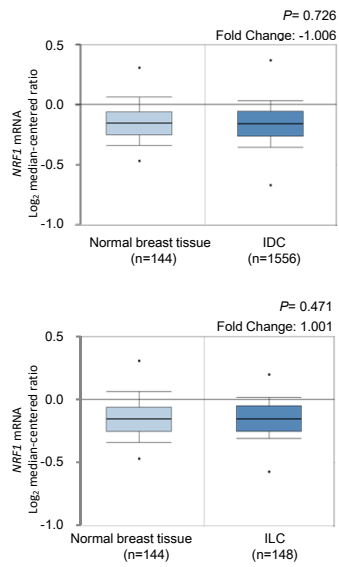 P= 0.726
Fold Change: -1.006
NRF1 mRNA
Log₂ median-centered ratio
0.5
0.0
-0.5
-1.0
Normal breast tissue
(n=144)
IDC
(n=1556)
P= 0.471
Fold Change: 1.001
NRF1 mRNA
Log₂ median-centered ratio
0.5
0.0
-0.5
-1.0
Normal breast tissue
(n=144)
ILC
(n=148)